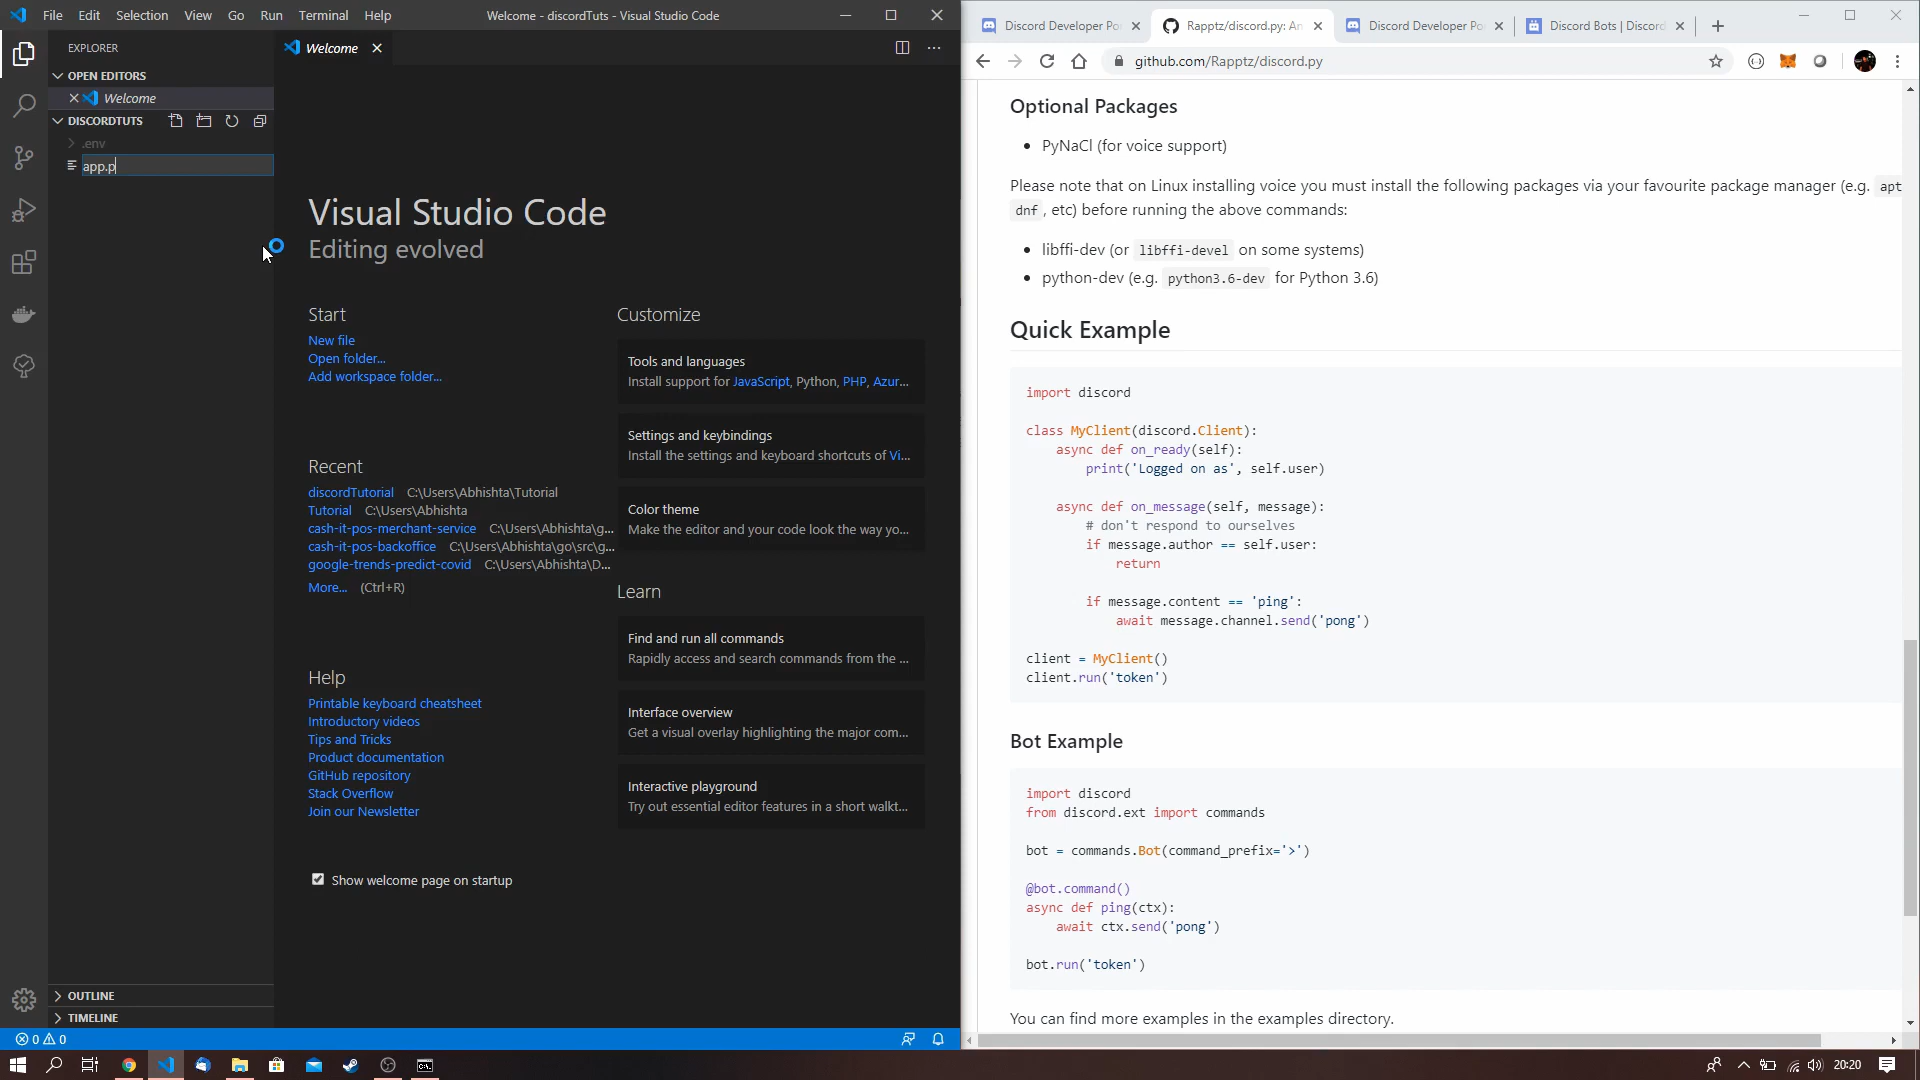 File Edit Selection View Go Run Terminal Help
Welcome - discordTuts - Visual Studio Code
EXPLORER
OPEN EDITORS
Welcome
DISCORDTUTS
.env
app.p
Welcome
Visual Studio Code
Editing evolved
Start
New file
Open folder...
Add workspace folder...
Recent
discordTutorial C:\Users\Abhishta\Tutorial
Tutorial C:\Users\Abhishta
cash-it-pos-merchant-service C:\Users\Abhishta\g...
cash-it-pos-backoffice C:\Users\Abhishta\go\src\g...
google-trends-predict-covid C:\Users\Abhishta\D...
More... (Ctrl+R)
Help
Printable keyboard cheatsheet
Introductory videos
Tips and Tricks
Product documentation
GitHub repository
Stack Overflow
Join our Newsletter
Show welcome page on startup
Customize
Tools and languages
Install support for JavaScript, Python, PHP, Azur...
Settings and keybindings
Install the settings and keyboard shortcuts of Vi...
Color theme
Make the editor and your code look the way yo...
Learn
Find and run all commands
Rapidly access and search commands from the ...
Interface overview
Get a visual overlay highlighting the major com...
Interactive playground
Try out essential editor features in a short walkt...
OUTLINE
TIMELINE
0 0
Discord Developer Po
Rapptz/discord.py: An
Discord Developer Po
Discord Bots | Discord
github.com/Rapptz/discord.py
Optional Packages
PyNaCl (for voice support)
Please note that on Linux installing voice you must install the following packages via your favourite package manager (e.g. apt
dnf , etc) before running the above commands:
libffi-dev (or libffi-devel on some systems)
python-dev (e.g. python3.6-dev for Python 3.6)
Quick Example
import discord
class MyClient(discord.Client):
async def on_ready(self):
print('Logged on as', self.user)
async def on_message(self, message):
# don't respond to ourselves
if message.author == self.user:
return
if message.content == 'ping':
await message.channel.send('pong')
client = MyClient()
client.run('token')
Bot Example
import discord
from discord.ext import commands
bot = commands.Bot(command_prefix='>')
@bot.command()
async def ping(ctx):
await ctx.send('pong')
bot.run('token')
You can find more examples in the examples directory.
20:20